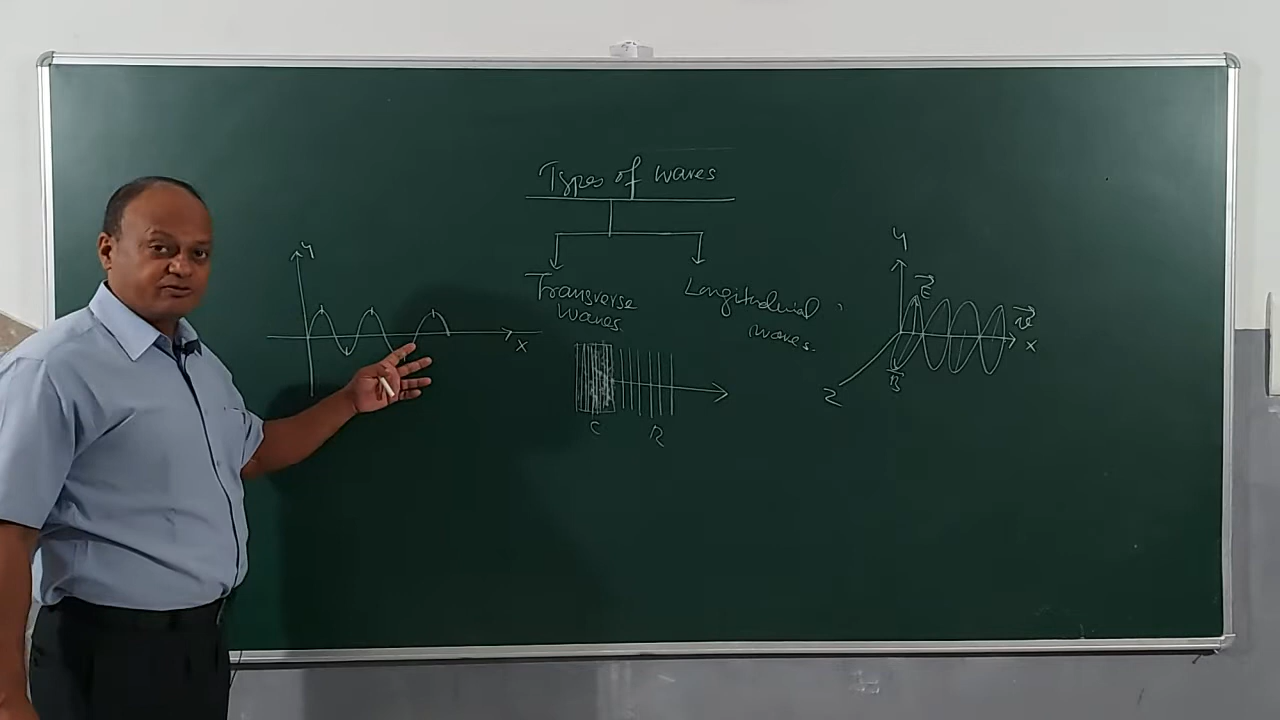 Types of waves
Transverse
waves
Longitudinal
waves.
y
x
C
R
y
E
v
x
z
B